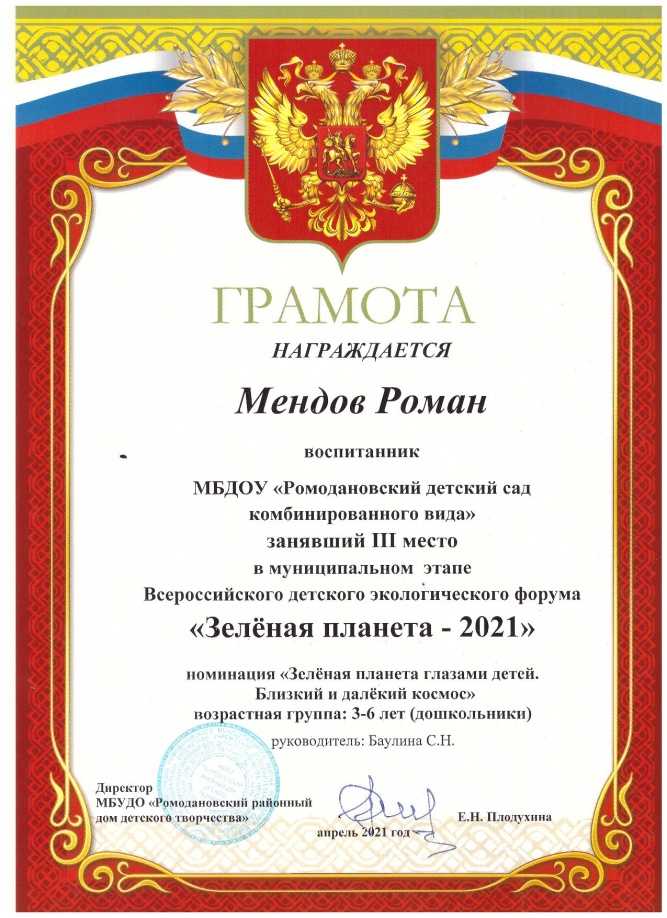 ГРАМОТА
НАГРАЖДАЕТСЯ
Мендов Роман
воспитанник
МБДОУ «Ромодановский детский сад
комбинированного вида»
занявший III место
в муниципальном этапе
Всероссийского детского экологического форума
«Зелёная планета - 2021»
номинация «Зелёная планета глазами детей.
Близкий и далёкий космос»
возрастная группа: 3-6 лет (дошкольники)
руководитель: Баулина С.Н.
Директор
МБУДО «Ромодановский районный
дом детского творчества»
Е.Н. Плодухина
апрель 2021 год